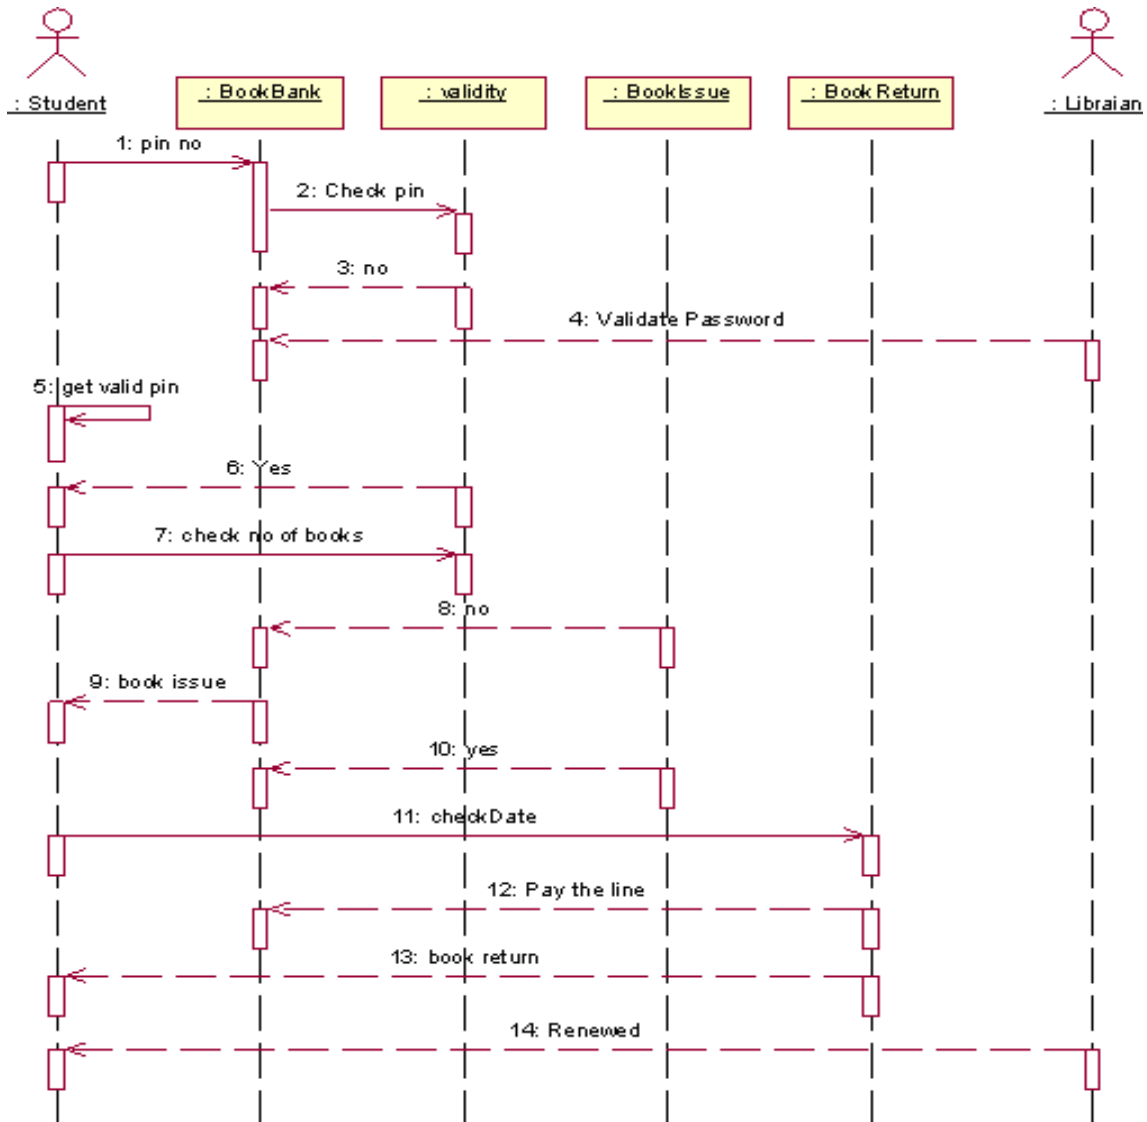 : Student
: BookBank
: validity
: BookIssue
: BookReturn
: Libraian
1: pin no
2: Check pin
3: no
4: Validate Password
5: get valid pin
6: Yes
7: check no of books
8: no
9: book issue
10: yes
11: checkDate
12: Pay the line
13: book return
14: Renewed